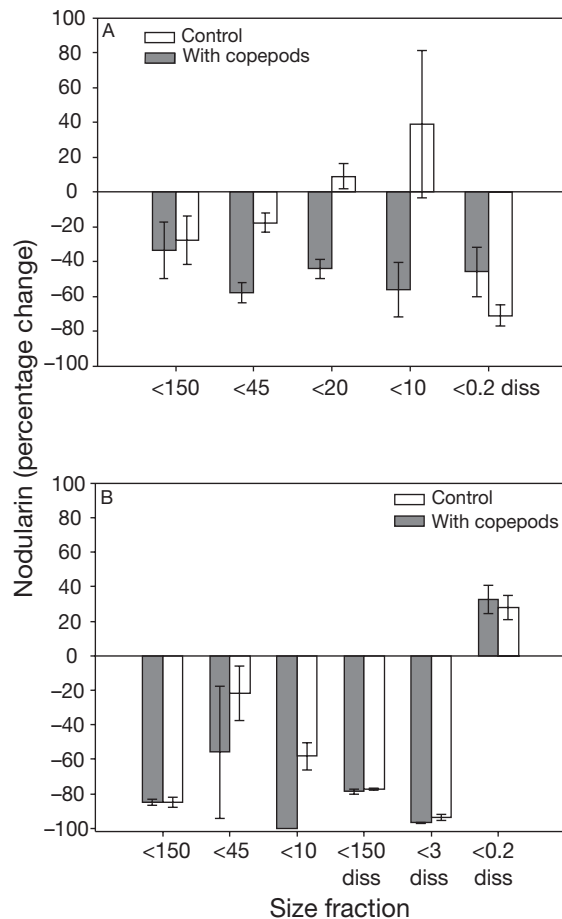 Nodularin (percentage change)
A
Control
With copepods
100
80
60
40
20
0
−20
−40
−60
−80
−100
<150 <45 <20 <10 <0.2 diss
B
Control
With copepods
100
80
60
40
20
0
−20
−40
−60
−80
−100
<150 <45 <10 <150 <3 <0.2
diss diss diss
Size fraction